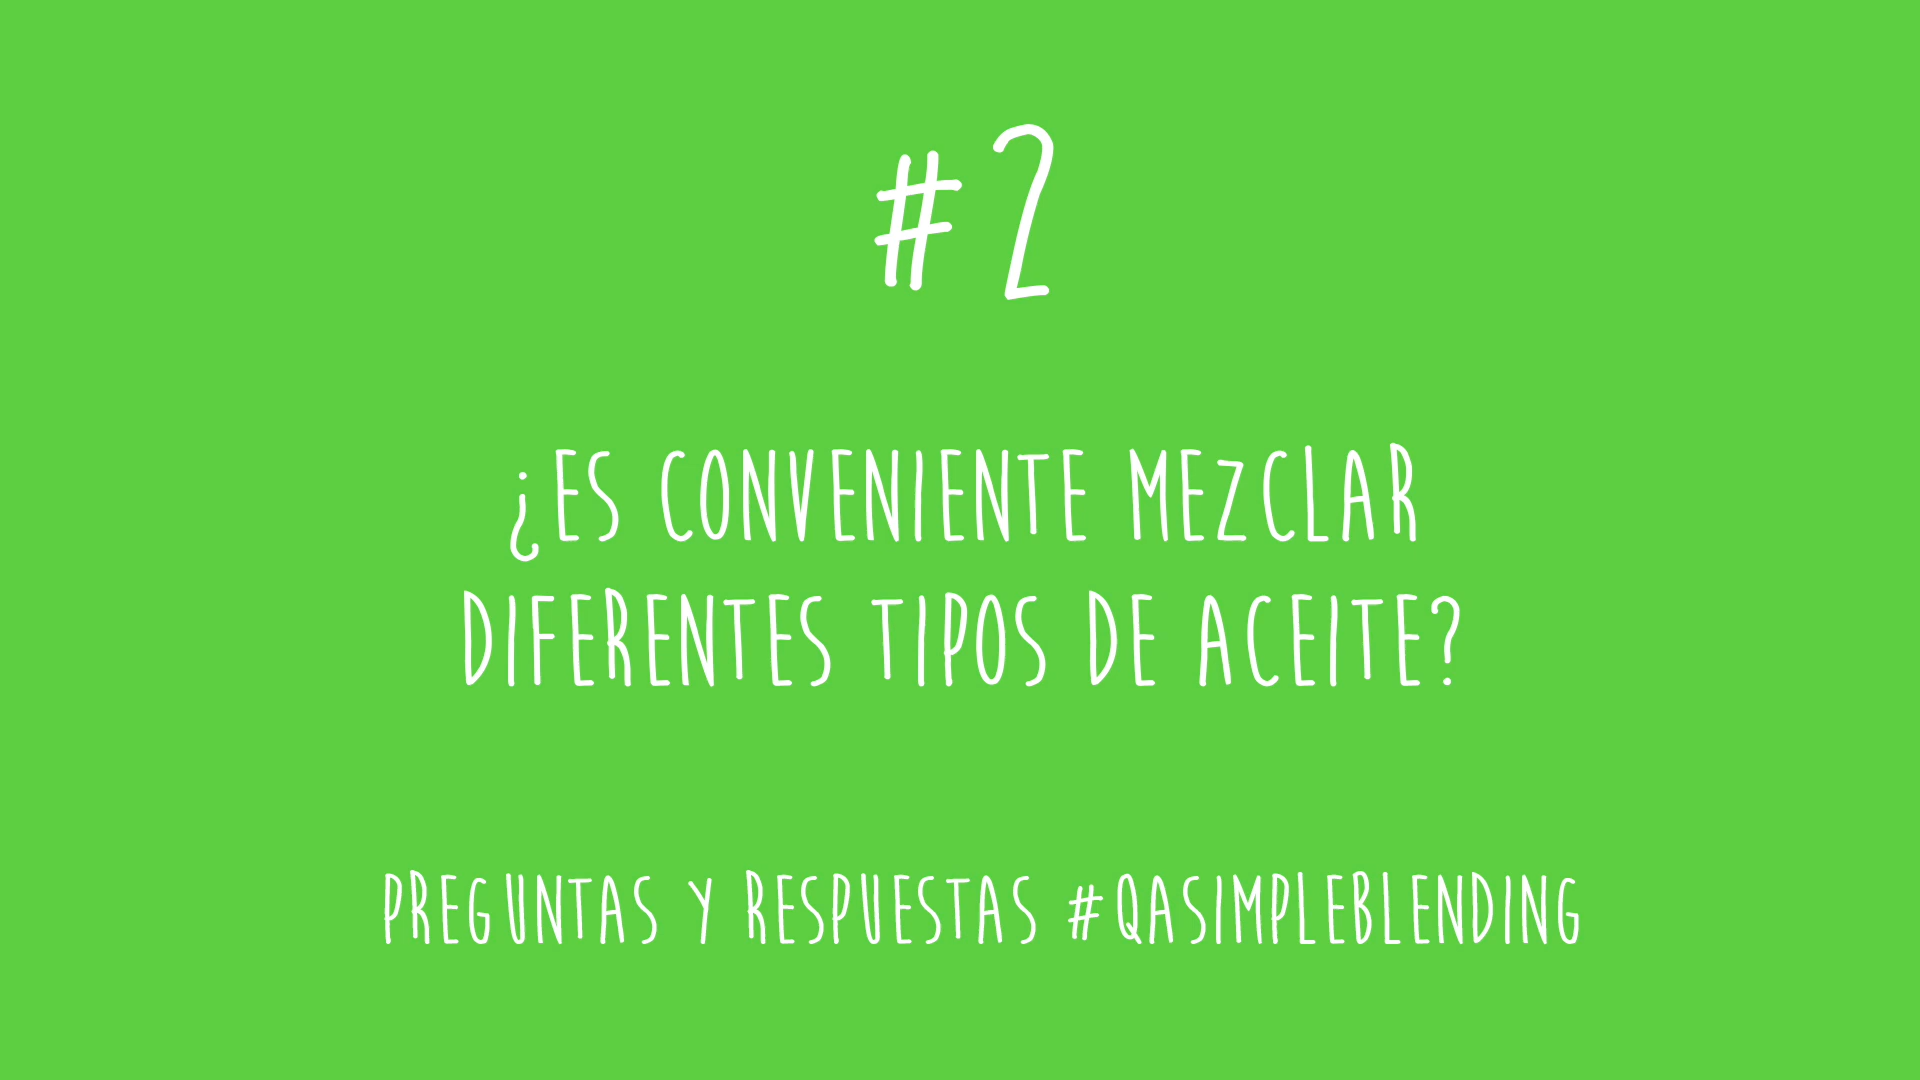 #2
¿ES CONVENIENTE MEZCLAR
DIFERENTES TIPOS DE ACEITE?
PREGUNTAS Y RESPUESTAS #QASIMPLEBLENDING